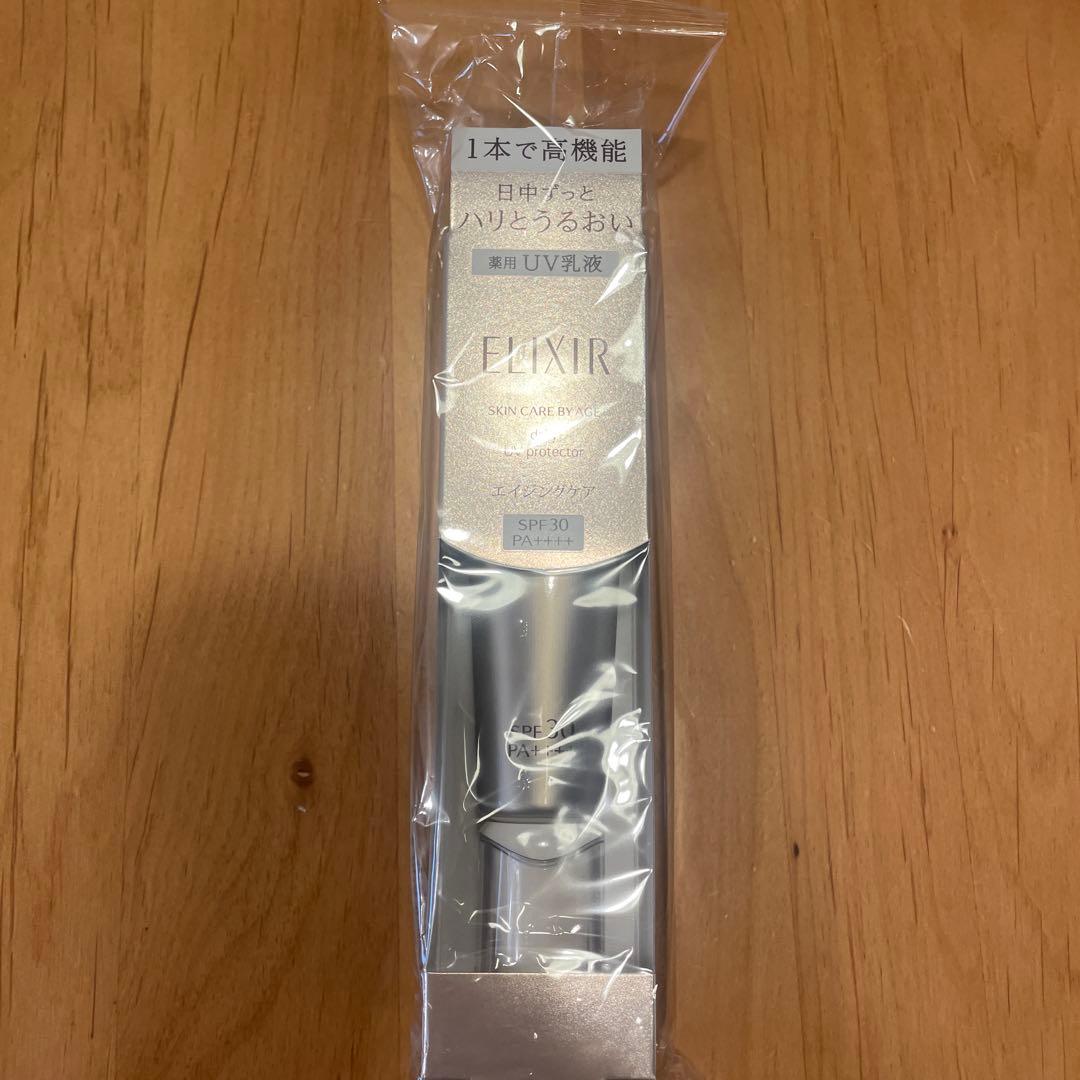 1本で高機能
日中ずっと
ハリとうるおい
薬用 UV乳液
ELIXIR
SKIN CARE BY AGE
UV protector
エイジングケア
SPF30
PA++++
SPF30
PA++++